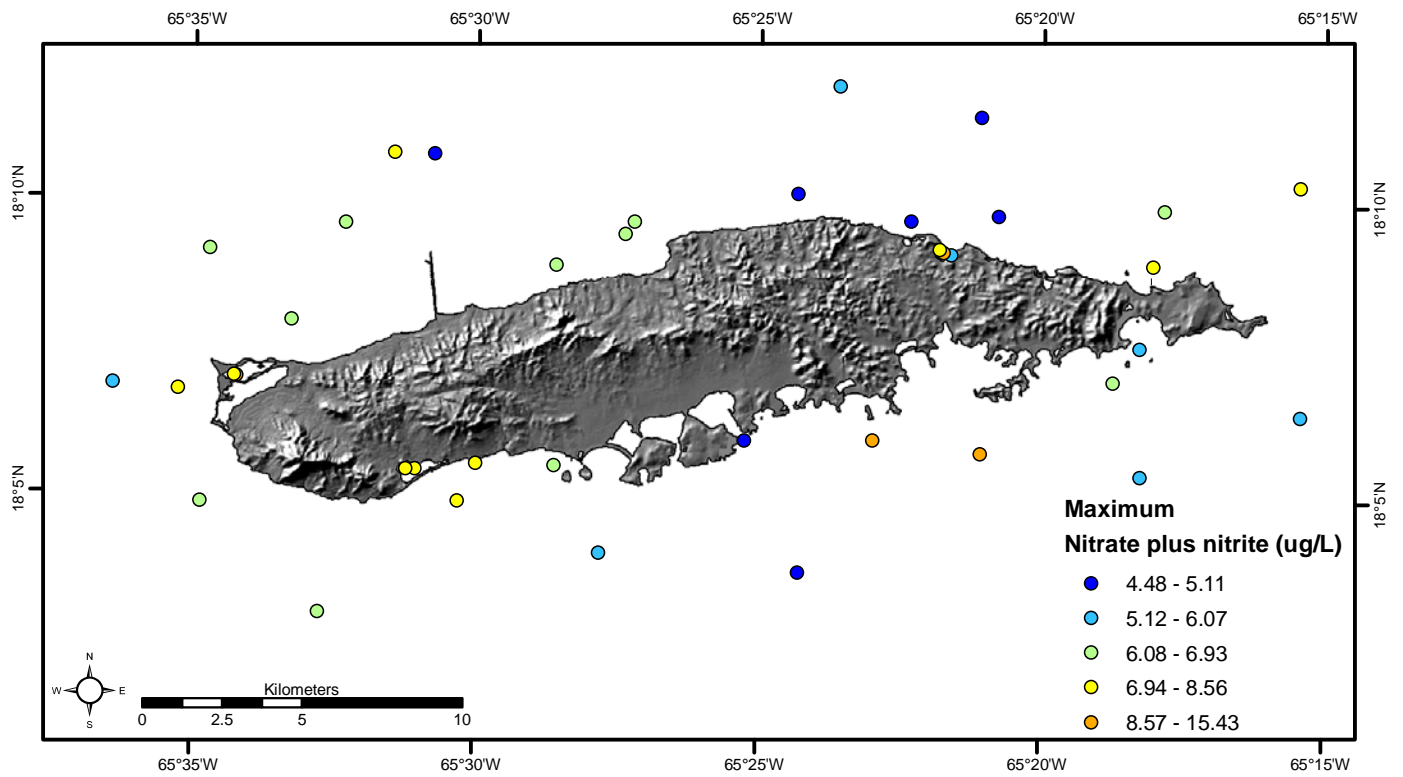 65°35'W 65°30'W 65°25'W 65°20'W 65°15'W
18°10'N
18°10'N
18°5'N
18°5'N
Maximum
Nitrate plus nitrite (ug/L)
4.48 - 5.11
5.12 - 6.07
6.08 - 6.93
6.94 - 8.56
8.57 - 15.43
N
W E
S
Kilometers
0 2.5 5 10
65°35'W 65°30'W 65°25'W 65°20'W 65°15'W